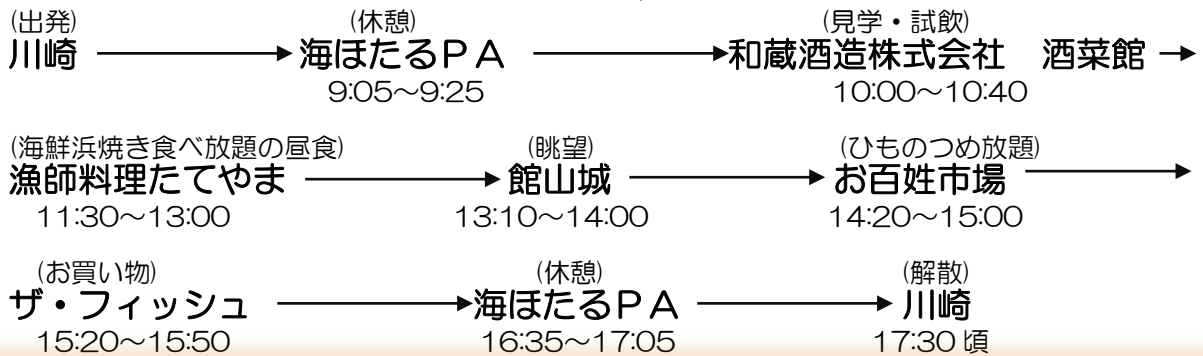 (出発) (休憩) (見学・試飲)
川崎 海ほたるPA 和蔵酒造株式会社 酒菜館
9:05~9:25 10:00~10:40
(海鮮浜焼き食べ放題の昼食) (眺望) (ひものつめ放題)
漁師料理たてやま 館山城 お百姓市場
11:30~13:00 13:10~14:00 14:20~15:00
(お買い物) (休憩) (解散)
ザ・フィッシュ 海ほたるPA 川崎
15:20~15:50 16:35~17:05 17:30頃